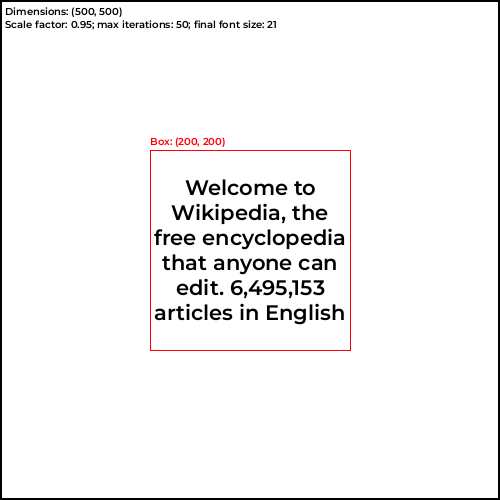 Dimensions: (500, 500)
Scale factor: 0.95; max iterations: 50; final font size: 21
Box: (200, 200)
Welcome to
Wikipedia, the
free encyclopedia
that anyone can
edit. 6,495,153
articles in English